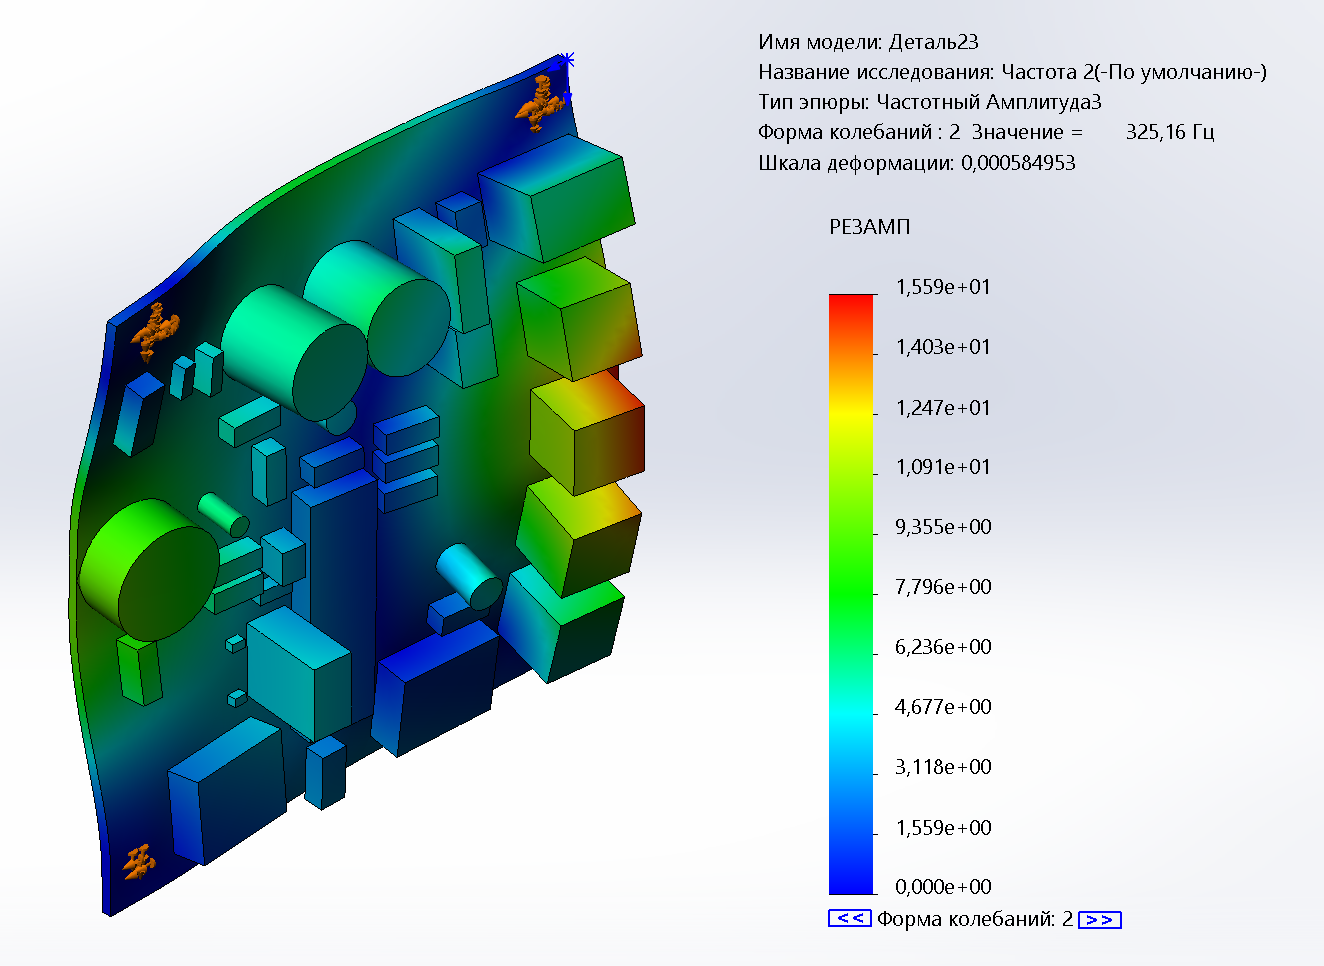 Имя модели: Деталь23
Название исследования: Частота 2(-По умолчанию-)
Тип эпюры: Частотный Амплитуда3
Форма колебаний : 2 Значение = 325,16 Гц
Шкала деформации: 0,000584953
РЕЗАМП
1,559e+01
1,403e+01
1,247e+01
1,091e+01
9,355e+00
7,796e+00
6,236e+00
4,677e+00
3,118e+00
1,559e+00
0,000e+00
<< Форма колебаний: 2 >>